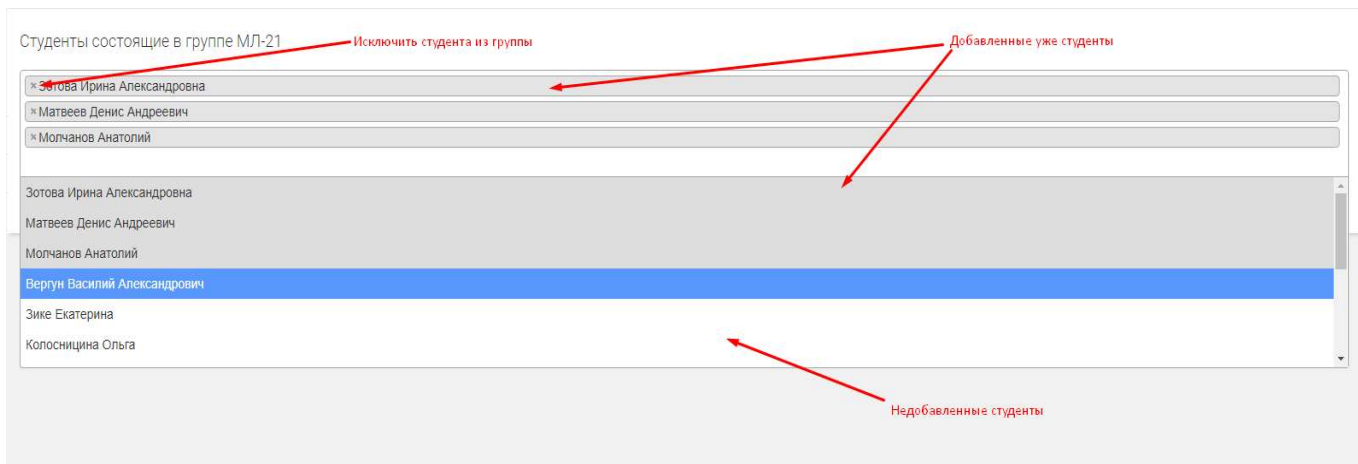 Студенты состоящие в группе МЛ-21
Исключить студента из группы
Добавленные уже студенты
×Зотова Ирина Александровна
×Матвеев Денис Андреевич
×Молчанов Анатолий
Зотова Ирина Александровна
Матвеев Денис Андреевич
Молчанов Анатолий
Вергун Василий Александрович
Зике Екатерина
Колосницина Ольга
Недобавленные студенты